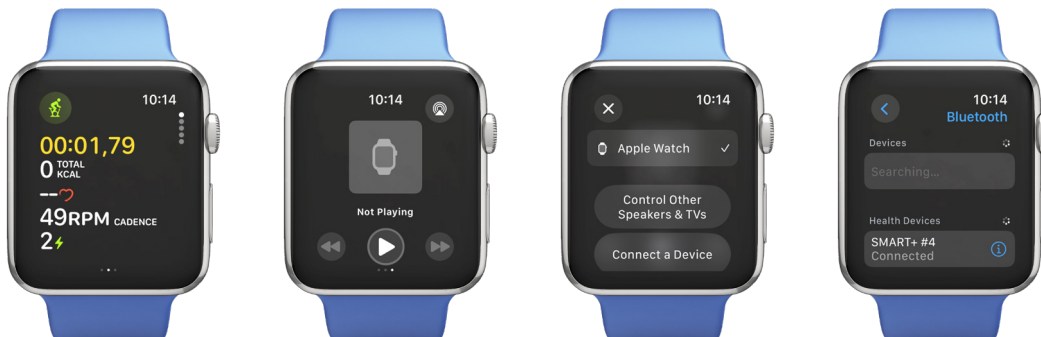 10:14
00:01,79
0 TOTAL
KCAL
--
49RPM CADENCE
2
10:14
Not Playing
10:14
Apple Watch
Control Other
Speakers & TVs
Connect a Device
10:14
Bluetooth
Devices
Searching...
Health Devices
SMART+ #4
Connected